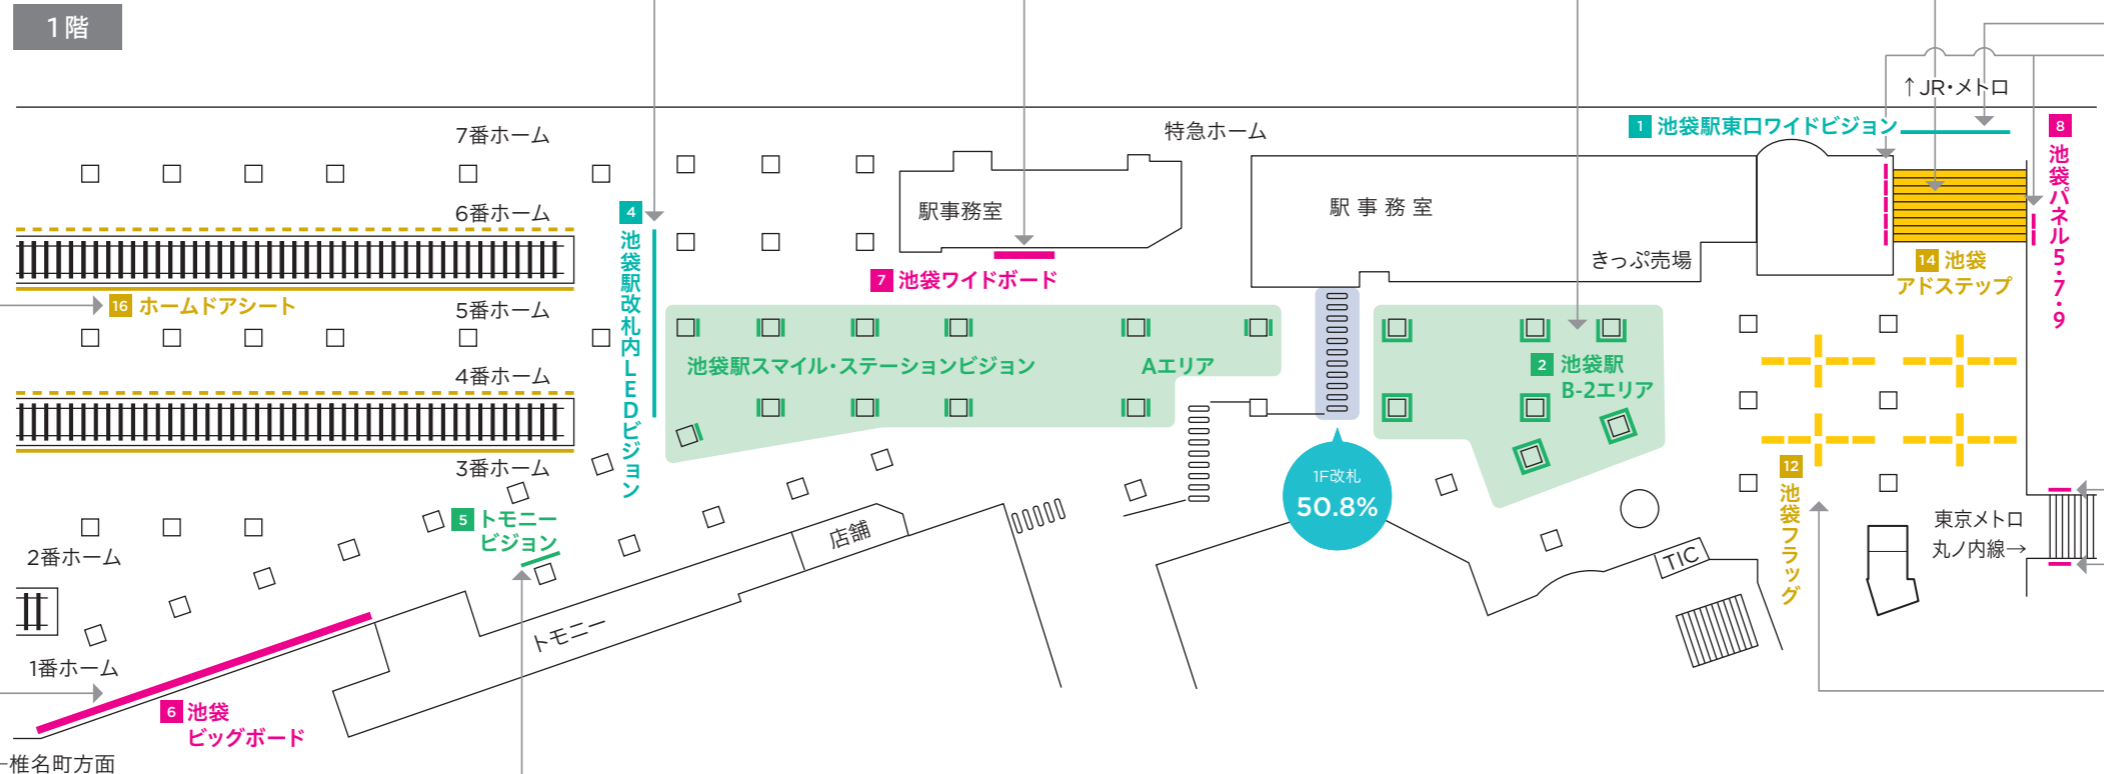 1階
↑JR・メトロ
7番ホーム
特急ホーム
1 池袋駅東口ワイドビジョン
8 池袋パネル5・7・9
6番ホーム
4 池袋駅改札内LEDビジョン
駅事務室
駅事務室
きっぷ売場
14 池袋
アドステップ
7 池袋ワイドボード
16 ホームドアシート
5番ホーム
池袋駅スマイル・ステーションビジョン
Aエリア
2 池袋駅
B-2エリア
4番ホーム
3番ホーム
1F改札
50.8%
12 池袋フラッグ
5 トモニー
ビジョン
店舗
東京メトロ
丸ノ内線→
TIC
2番ホーム
トモニー
1番ホーム
6 池袋
ビッグボード
椎名町方面